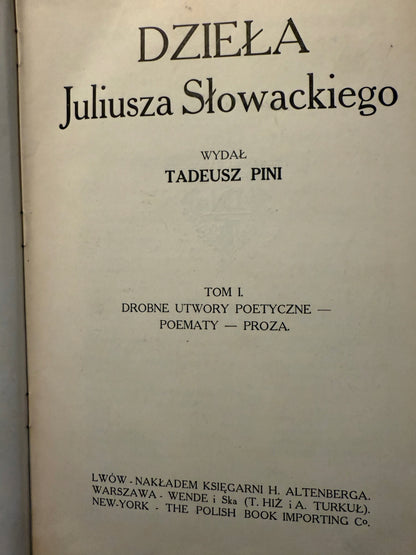 DZIEŁA
Juliusza Słowackiego
WYDAŁ
TADEUSZ PINI
TOM I.
DROBNE UTWORY POETYCZNE —
POEMATY — PROZA.
LWÓW - NAKŁADEM KSIĘGARNI H. ALTENBERGA.
WARSZAWA - WENDE i Ska (T. HIŻ i A. TURKUŁ).
NEW-YORK - THE POLISH BOOK IMPORTING Co.